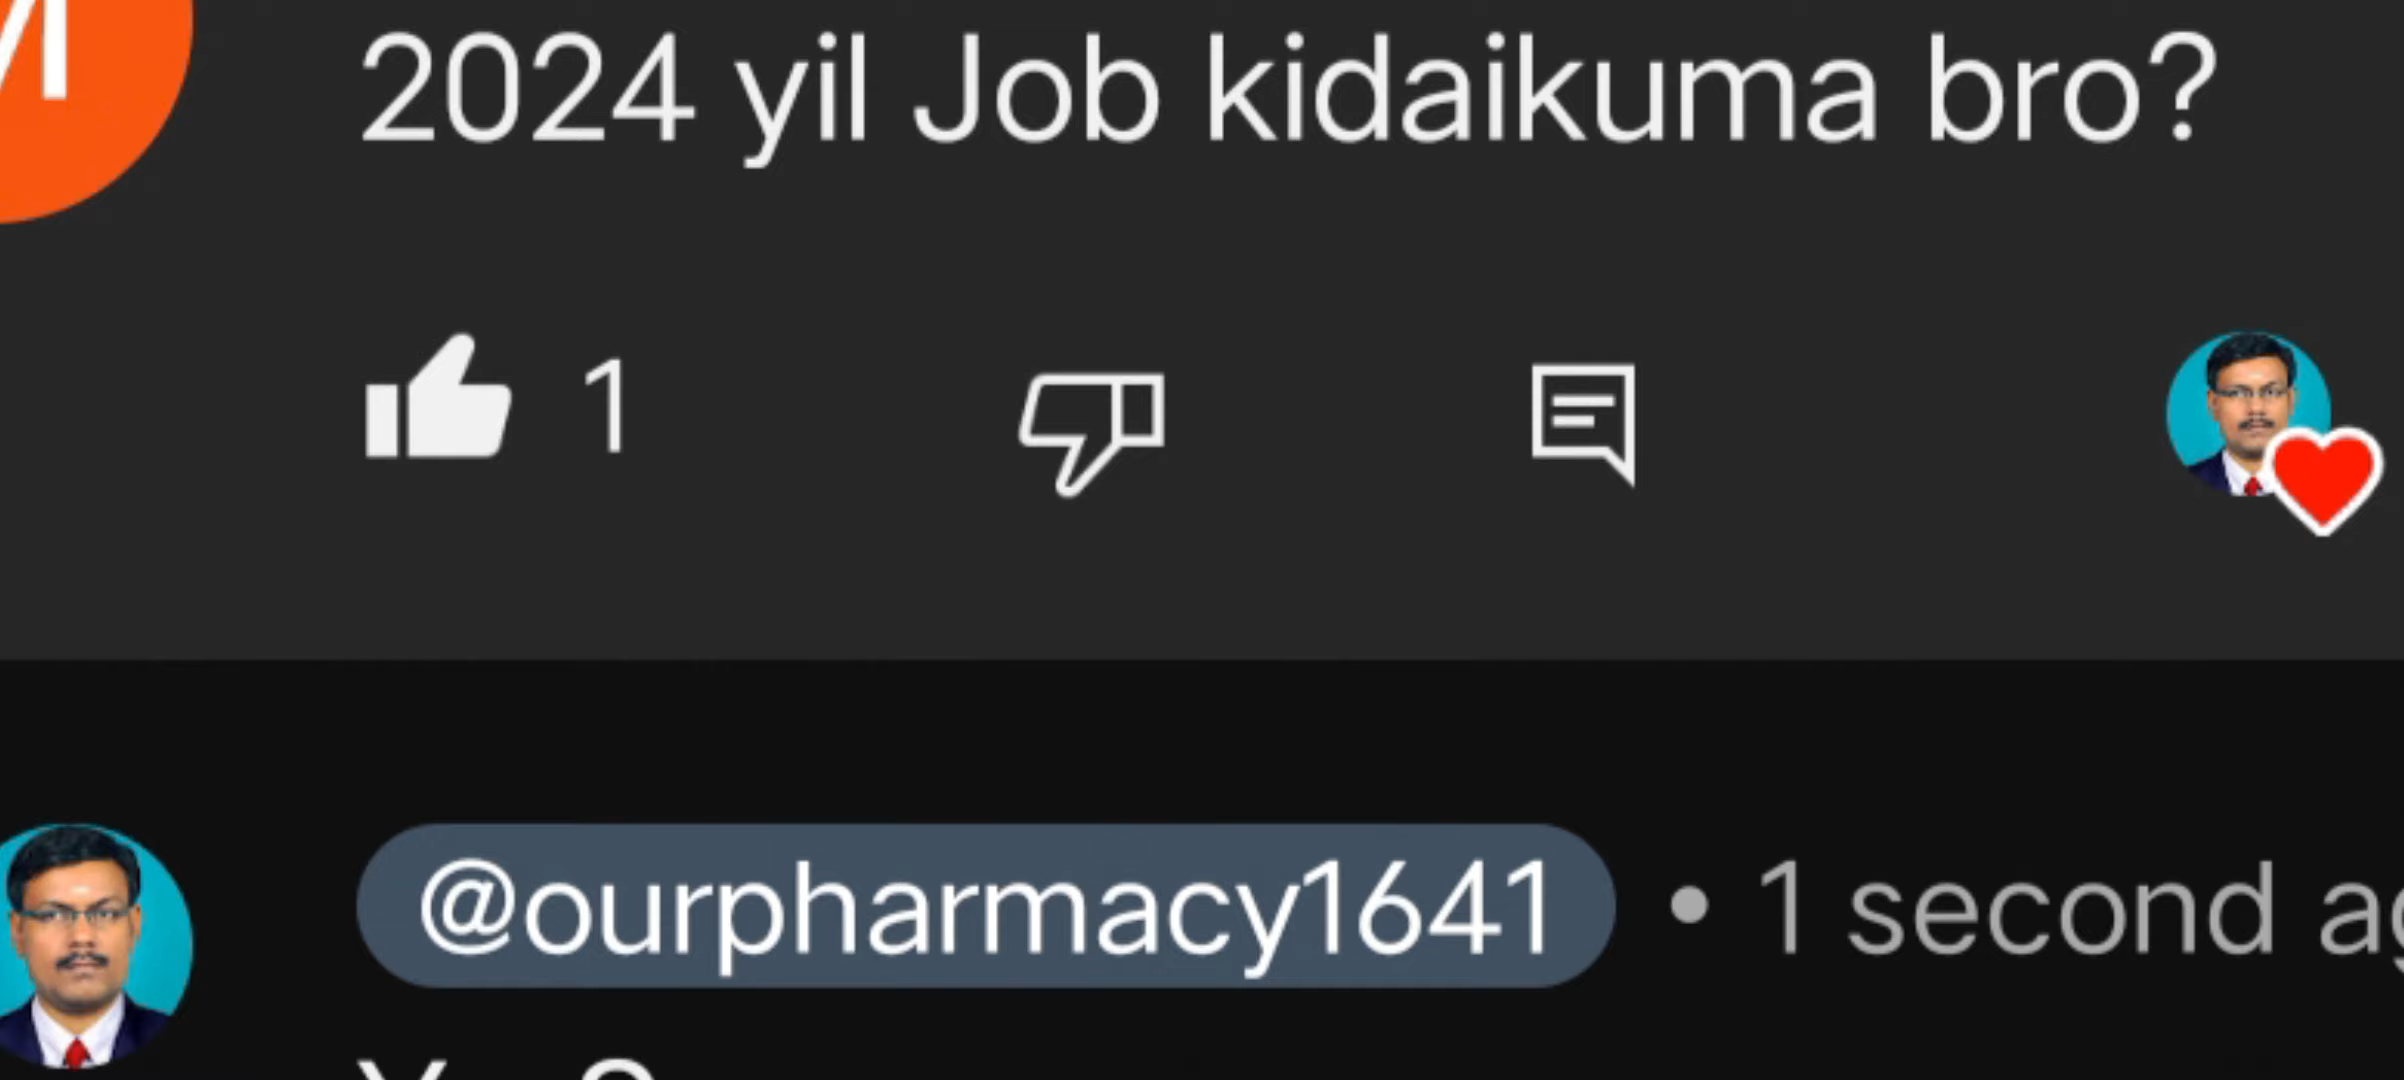 2024 yil Job kidaikuma bro?
1
@ourpharmacy1641 • 1 second